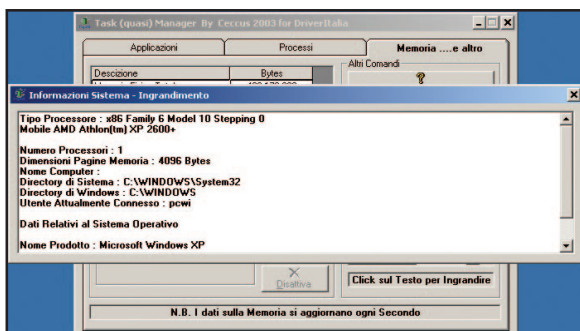 Task (quasi) Manager By Ceccus 2003 for DriverItalia
Applicazioni
Processi
Memoria ....e altro
Descizione
Bytes
Altri Comandi
?
Informazioni Sistema - Ingrandimento
Tipo Processore : x86 Family 6 Model 10 Stepping 0
Mobile AMD Athlon(tm) XP 2600+
Numero Processori : 1
Dimensioni Pagine Memoria : 4096 Bytes
Nome Computer :
Directory di Sistema : C:\WINDOWS\System32
Directory di Windows : C:\WINDOWS
Utente Attualmente Connesso : pcwi
Dati Relativi al Sistema Operativo
Nome Prodotto : Microsoft Windows XP
Disattiva
Click sul Testo per Ingrandire
N.B. I dati sulla Memoria si aggiornano ogni Secondo